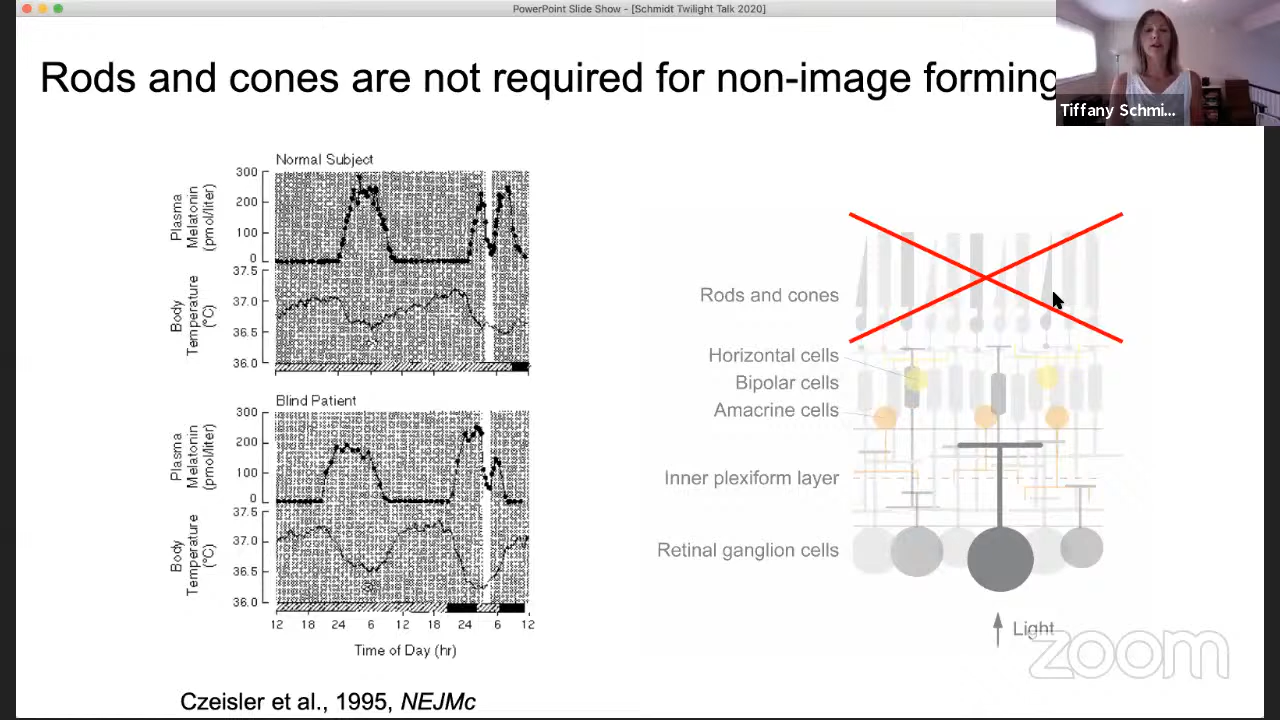 PowerPoint Slide Show - [Schmidt Twilight Talk 2020]
Rods and cones are not required for non-image forming
Tiffany Schmi...
Normal Subject
Plasma
Melatonin
(pmol/liter)
300
200
100
0
Body
Temperature
(°C)
37.5
37.0
36.5
36.0
Blind Patient
Plasma
Melatonin
(pmol/liter)
300
200
100
0
Body
Temperature
(°C)
37.5
37.0
36.5
36.0
12 18 24 6 12 18 24 6 12
Time of Day (hr)
Czeisler et al., 1995, NEJMc
Rods and cones
Horizontal cells
Bipolar cells
Amacrine cells
Inner plexiform layer
Retinal ganglion cells
Light
zoom